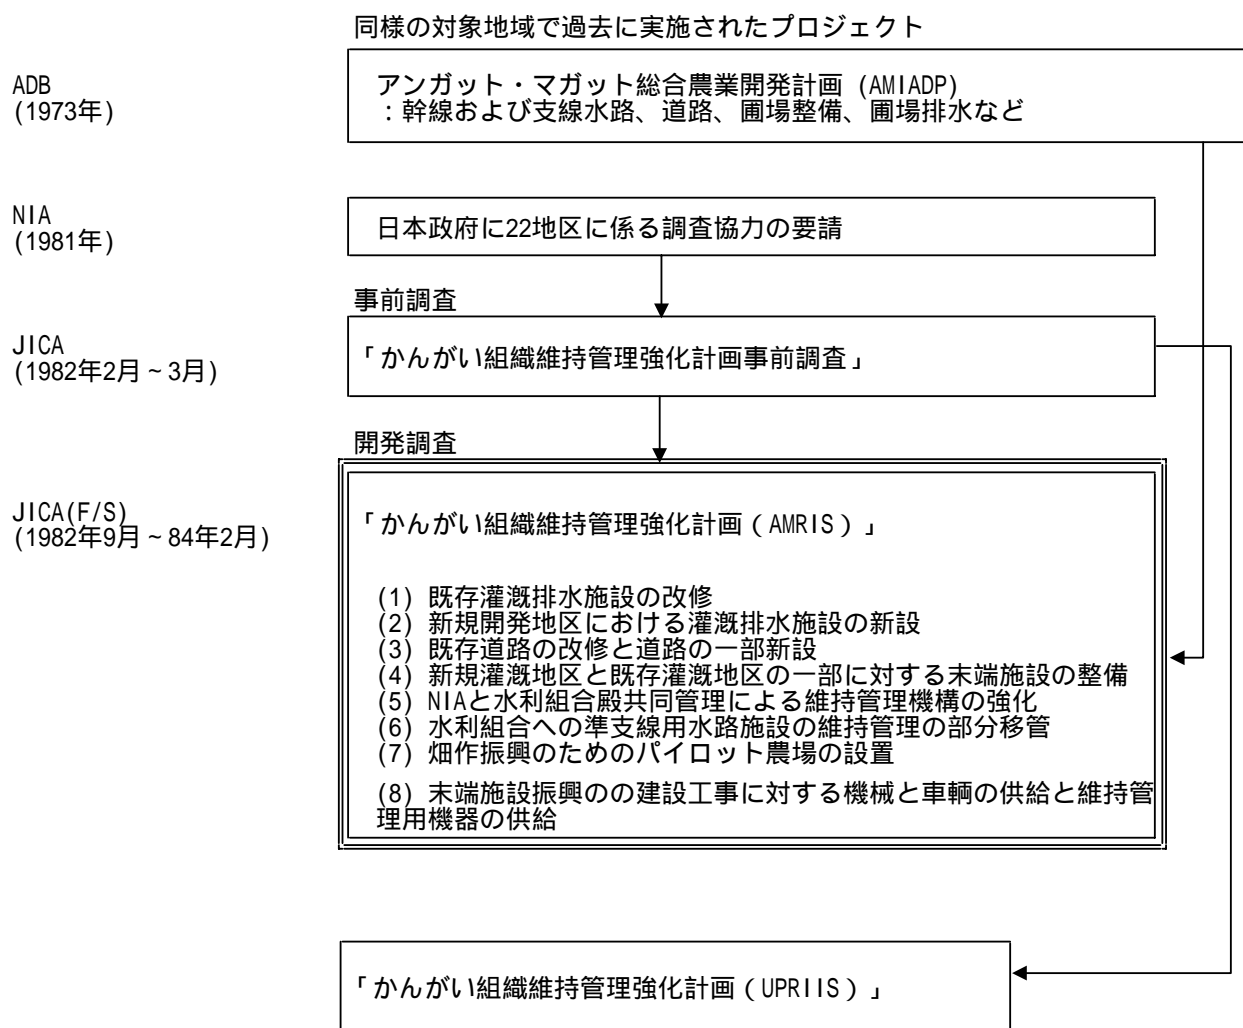 同様の対象地域で過去に実施されたプロジェクト
ADB
(1973年)
アンガット・マガット総合農業開発計画 (AMIADP)
:幹線および支線水路、道路、圃場整備、圃場排水など
NIA
(1981年)
日本政府に22地区に係る調査協力の要請
事前調査
JICA
(1982年2月~3月)
「かんがい組織維持管理強化計画事前調査」
開発調査
JICA(F/S)
(1982年9月~84年2月)
「かんがい組織維持管理強化計画(AMRIS)」
(1) 既存灌漑排水施設の改修
(2) 新規開発地区における灌漑排水施設の新設
(3) 既存道路の改修と道路の一部新設
(4) 新規灌漑地区と既存灌漑地区の一部に対する末端施設の整備
(5) NIAと水利組合殿共同管理による維持管理機構の強化
(6) 水利組合への準支線用水路施設の維持管理の部分移管
(7) 畑作振興のためのパイロット農場の設置
(8) 末端施設振興のの建設工事に対する機械と車輌の供給と維持管
理用機器の供給
「かんがい組織維持管理強化計画(UPRIIS)」